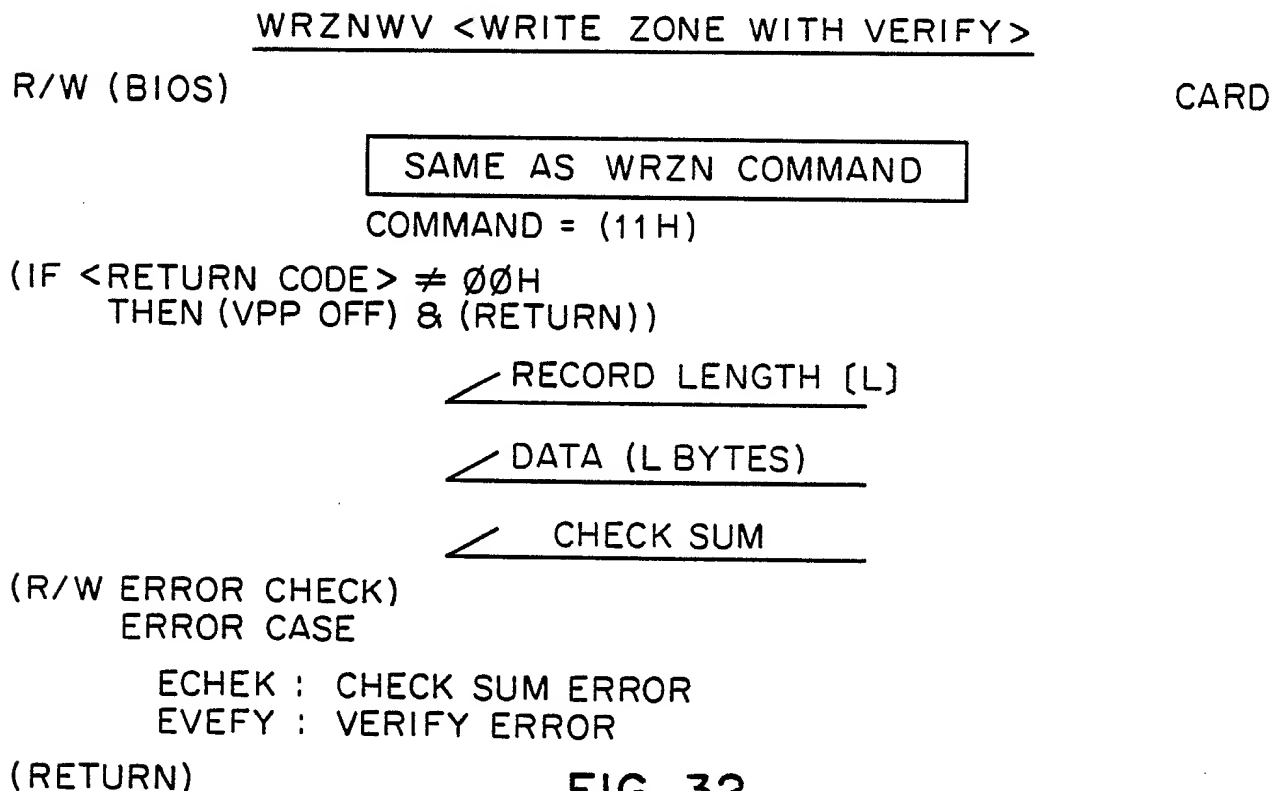 WRZNWV <WRITE ZONE WITH VERIFY>
R/W (BIOS) CARD
SAME AS WRZN COMMAND
COMMAND = (11H)
(IF <RETURN CODE> ≠ ØØH
THEN (VPP OFF) & (RETURN))
RECORD LENGTH [L]
DATA (L BYTES)
CHECK SUM
(R/W ERROR CHECK)
ERROR CASE
ECHEK : CHECK SUM ERROR
EVEFY : VERIFY ERROR
(RETURN)
FIG. 32